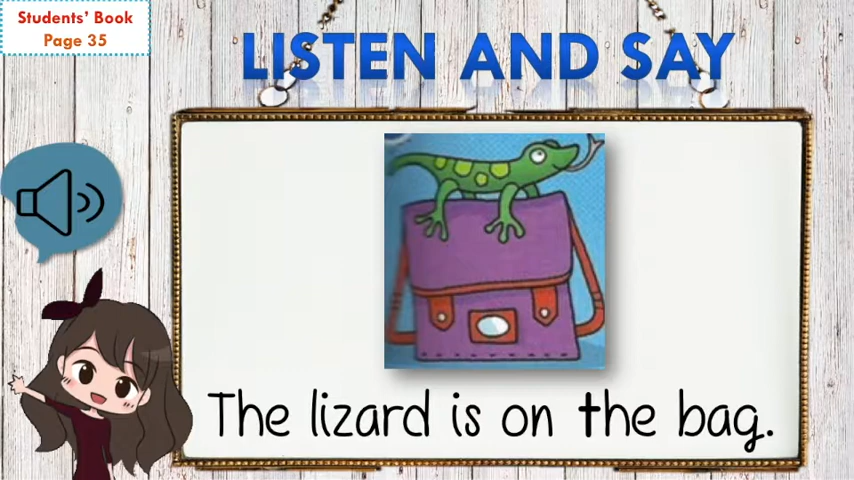 Students' Book
Page 35
LISTEN AND SAY
The lizard is on the bag.